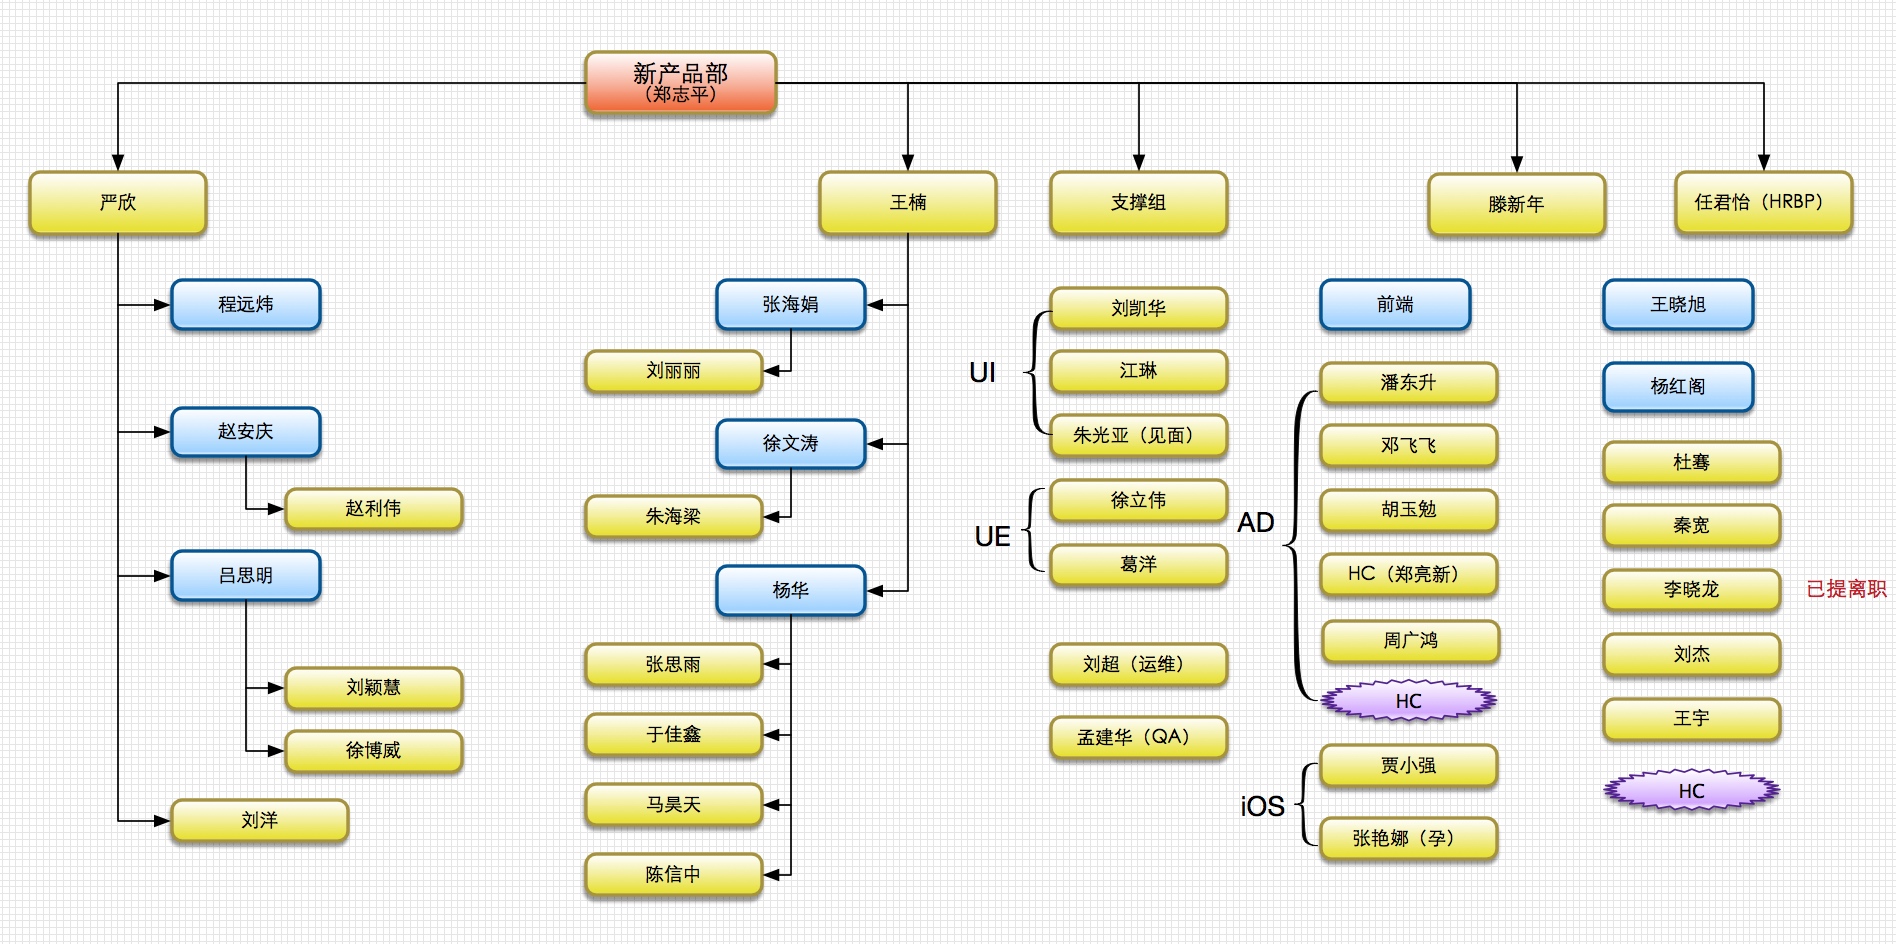 新产品部
（郑志平）
严欣
王楠
支撑组
滕新年
任君怡（HRBP）
程远炜
赵安庆
赵利伟
吕思明
刘颖慧
徐博威
刘洋
张海娟
刘丽丽
徐文涛
朱海梁
杨华
张思雨
于佳鑫
马昊天
陈信中
UI
刘凯华
江琳
朱光亚（见面）
UE
徐立伟
葛洋
刘超（运维）
孟建华（QA）
前端
AD
潘东升
邓飞飞
胡玉勉
HC（郑亮新）
周广鸿
HC
iOS
贾小强
张艳娜（孕）
王晓旭
杨红阁
杜骞
秦宽
李晓龙
已提离职
刘杰
王宇
HC